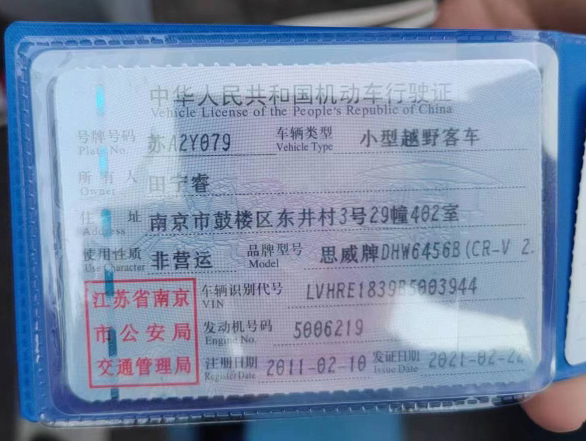 中华人民共和国机动车行驶证
Vehicle License of the People's Republic of China
号牌号码 苏A2Y079 车辆类型 小型越野客车
Plate No. Vehicle Type
所有人 田宇睿
Owner
住址 南京市鼓楼区东井村3号29幢402室
Address
使用性质 非营运 品牌型号 思威牌DHW6456B(CR-V 2.
Use Character Model
江苏省南京
市公安局
交通管理局
车辆识别代号 LVHRE1839B5003944
VIN
发动机号码 5006219
Engine No.
注册日期 2011-02-10 发证日期 2021-02-22
Register Date Issue Date